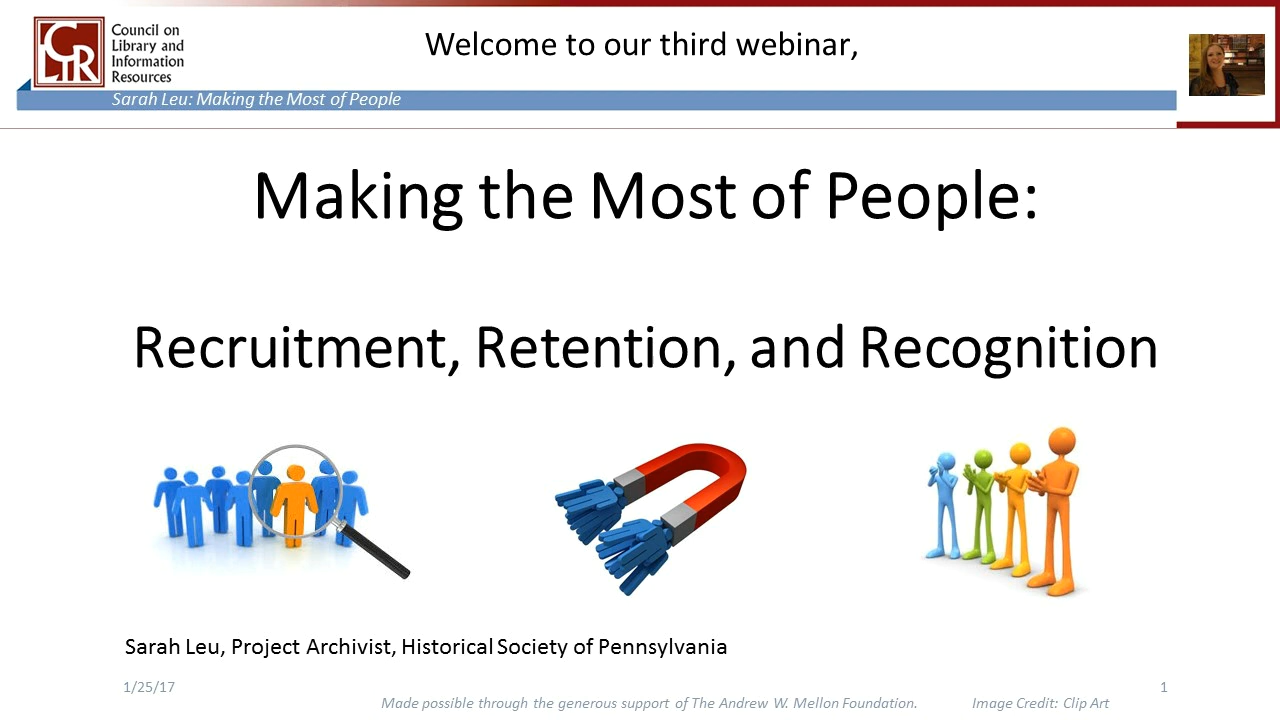 CLIR
Council on
Library and
Information
Resources
Welcome to our third webinar,
Sarah Leu: Making the Most of People
Making the Most of People:
Recruitment, Retention, and Recognition
Sarah Leu, Project Archivist, Historical Society of Pennsylvania
1/25/17
1
Made possible through the generous support of The Andrew W. Mellon Foundation.
Image Credit: Clip Art